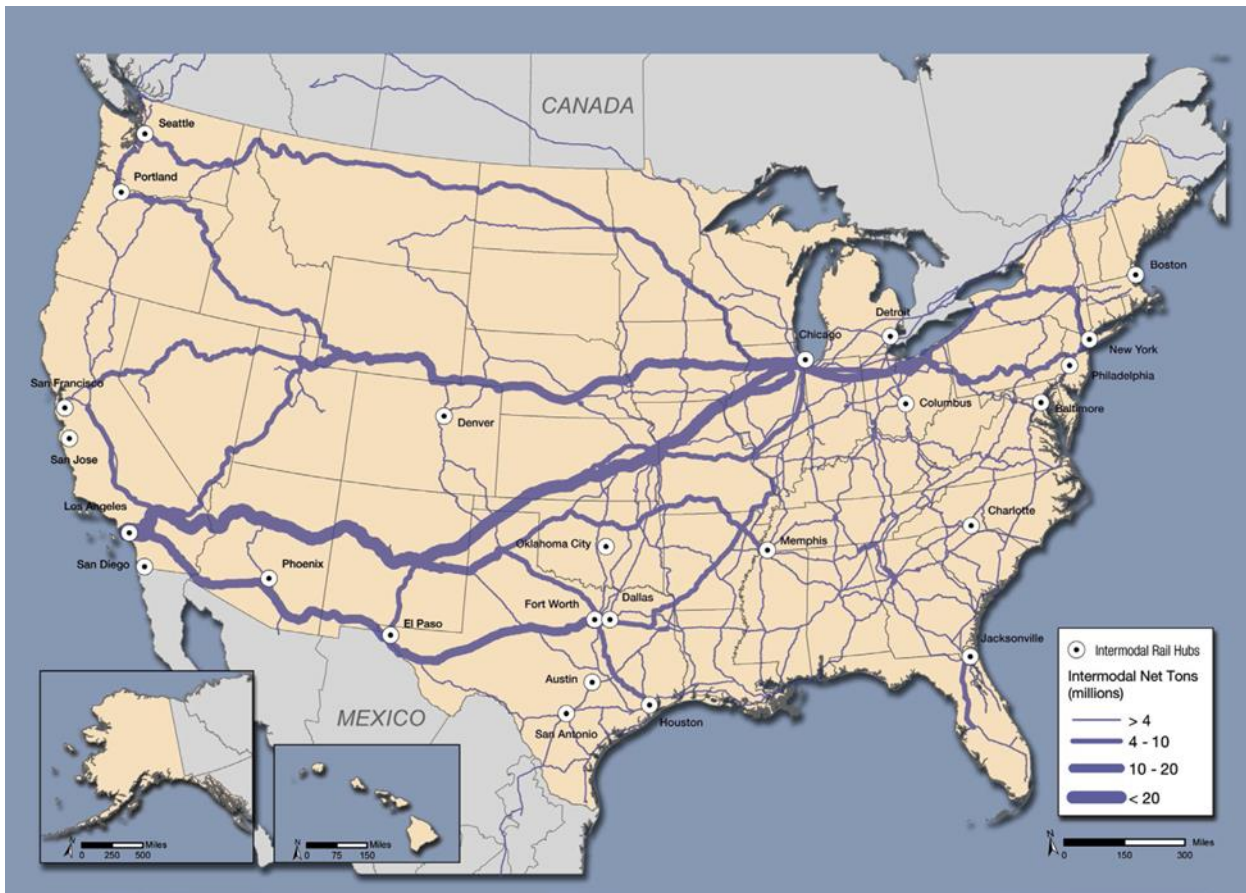 CANADA
Seattle
Portland
Boston
Detroit
Chicago
New York
San Francisco
Philadelphia
Denver
Columbus
Baltimore
San Jose
Los Angeles
Charlotte
Oklahoma City
Memphis
San Diego
Phoenix
Fort Worth
Dallas
El Paso
Jacksonville
Austin
MEXICO
San Antonio
Houston
Intermodal Rail Hubs
Intermodal Net Tons
(millions)
> 4
4 - 10
10 - 20
< 20
N
Miles
0 250 500
N
Miles
0 75 150
N
Miles
0 150 300